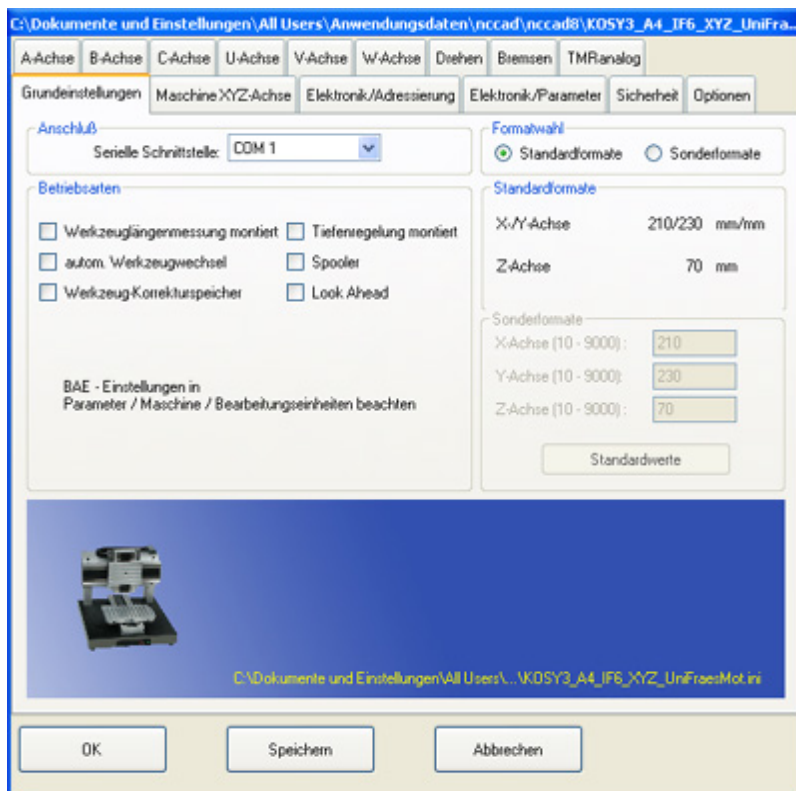 C:\Dokumente und Einstellungen\All Users\Anwendungsdaten\nccad\nccad8\KOSY3_A4_IF6_XYZ_UniFra...
A-Achse B-Achse C-Achse U-Achse V-Achse W-Achse Drehen Bremsen TMRanalog
Grundeinstellungen Maschine XYZ-Achse Elektronik/Adressierung Elektronik/Parameter Sicherheit Optionen
Anschluß
Serielle Schnittstelle: COM 1
Formatwahl
Standardformate Sonderformate
Betriebsarten
Werkzeuglängenmessung montiert Tiefenregelung montiert
autom. Werkzeugwechsel Spooler
Werkzeug-Korrekturspeicher Look Ahead
BAE - Einstellungen in
Parameter / Maschine / Bearbeitungseinheiten beachten
Standardformate
X-/Y-Achse 210/230 mm/mm
Z-Achse 70 mm
Sonderformate
X-Achse (10 - 9000) : 210
Y-Achse (10 - 9000): 230
Z-Achse (10 - 9000) : 70
Standardwerte
C:\Dokumente und Einstellungen\All Users\...\KOSY3_A4_IF6_XYZ_UniFraesMot.ini
OK Speichern Abbrechen